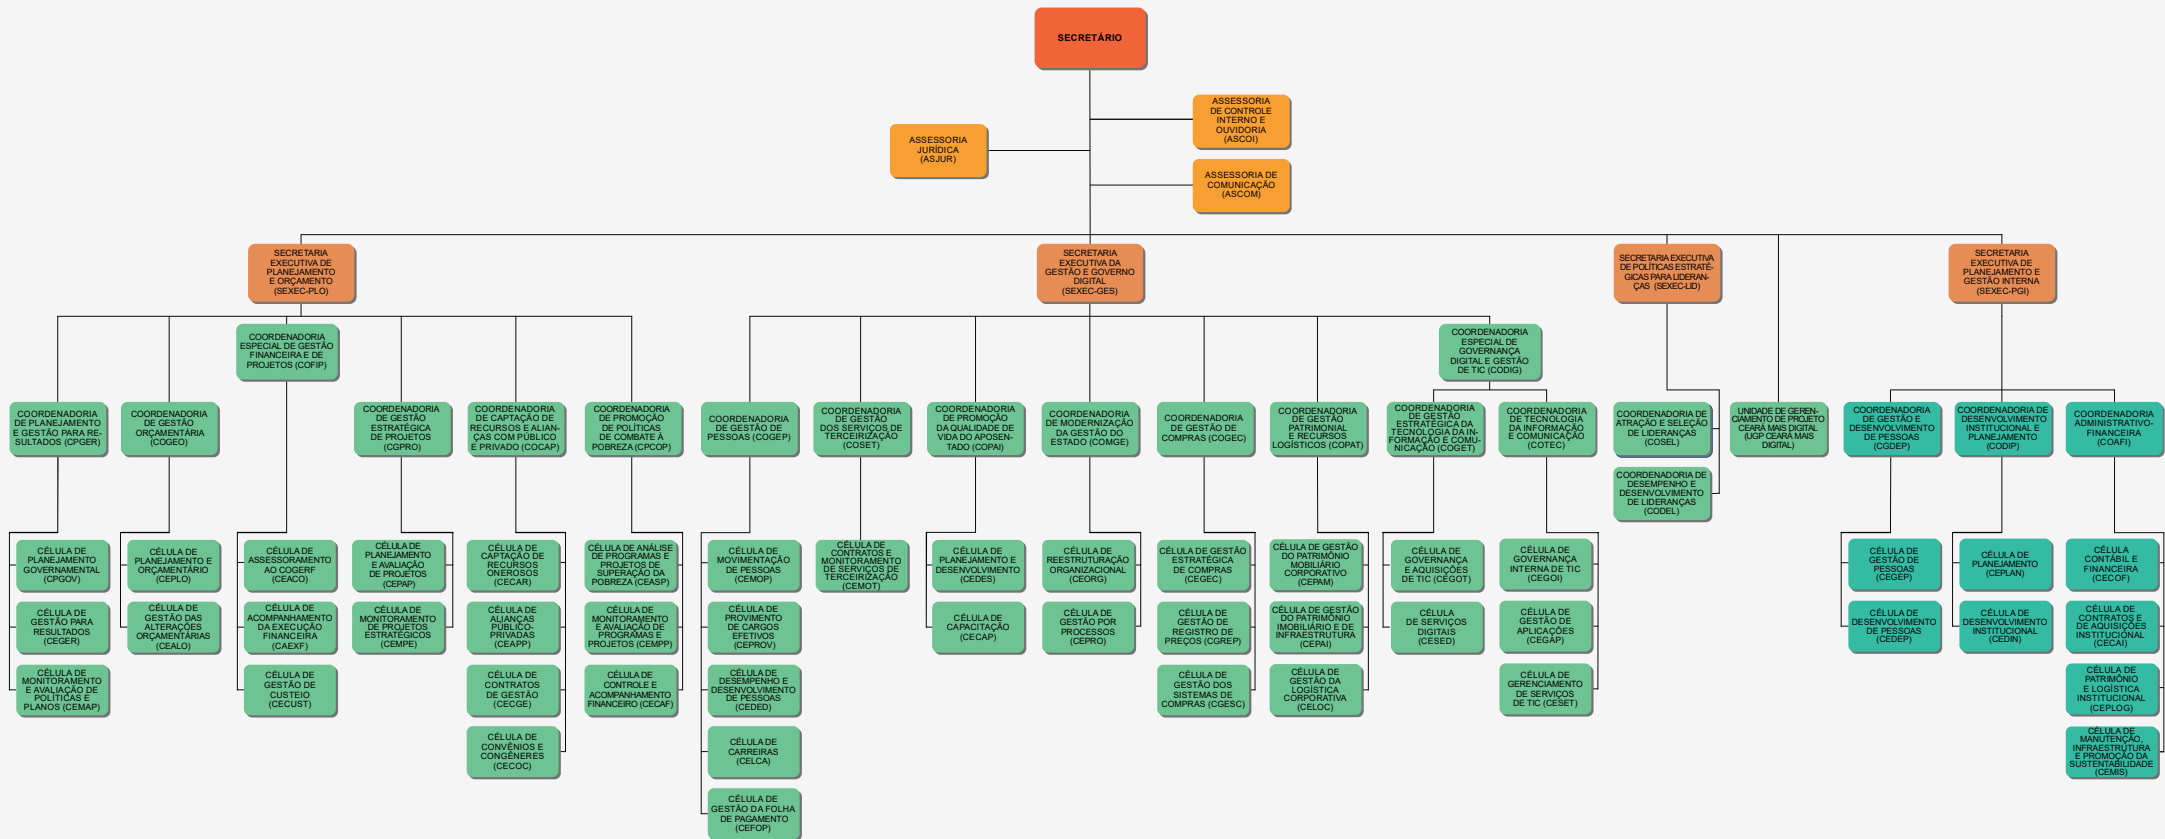 SECRETÁRIO
ASSESSORIA
DE CONTROLE
INTERNO E
OUVIDORIA
(ASCOI)
ASSESSORIA
JURÍDICA
(ASJUR)
ASSESSORIA DE
COMUNICAÇÃO
(ASCOM)
SECRETARIA
EXECUTIVA DE
PLANEJAMENTO
E ORÇAMENTO
(SEXEC-PLO)
SECRETARIA
EXECUTIVA DA
GESTÃO E GOVERNO
DIGITAL
(SEXEC-GES)
SECRETARIA EXECUTIVA
DE POLÍTICAS ESTRATÉ-
GICAS PARA LIDERAN-
ÇAS (SEXEC-LID)
SECRETARIA
EXECUTIVA DE
PLANEJAMENTO E
GESTÃO INTERNA
(SEXEC-PGI)
COORDENADORIA
ESPECIAL DE GESTÃO
FINANCEIRA E DE
PROJETOS (COFIP)
COORDENADORIA
ESPECIAL DE
GOVERNANÇA
DIGITAL E GESTÃO
DE TIC (CODIG)
COORDENADORIA
DE PLANEJAMENTO
E GESTÃO PARA RE-
SULTADOS (CPGER)
COORDENADORIA
DE GESTÃO
ORÇAMENTÁRIA
(COGEO)
COORDENADORIA
DE GESTÃO
ESTRATÉGICA
DE PROJETOS
(CGPRO)
COORDENADORIA
DE CAPTAÇÃO DE
RECURSOS E ALIAN-
ÇAS COM PÚBLICO
E PRIVADO (COCAP)
COORDENADORIA
DE PROMOÇÃO
DE POLÍTICAS
DE COMBATE À
POBREZA (CPCOP)
COORDENADORIA
DE GESTÃO DE
PESSOAS (COGEP)
COORDENADORIA
DE GESTÃO
DOS SERVIÇOS DE
TERCEIRIZAÇÃO
(COSET)
COORDENADORIA
DE PROMOÇÃO
DA QUALIDADE DE
VIDA DO APOSEN-
TADO (COPAI)
COORDENADORIA
DE MODERNIZAÇÃO
DA GESTÃO DO
ESTADO (COMGE)
COORDENADORIA
DE GESTÃO DE
COMPRAS (COGEC)
COORDENADORIA
DE GESTÃO
PATRIMONIAL
E RECURSOS
LOGÍSTICOS (COPAT)
COORDENADORIA
DE GESTÃO
ESTRATÉGICA DA
TECNOLOGIA DA IN-
FORMAÇÃO E COMU-
NICAÇÃO (COGET)
COORDENADORIA
DE TECNOLOGIA
DA INFORMAÇÃO
E COMUNICAÇÃO
(COTEC)
COORDENADORIA DE
ATRAÇÃO E SELEÇÃO
DE LIDERANÇAS
(COSEL)
UNIDADE DE GEREN-
CIAMENTO DE PROJETO
CEARÁ MAIS DIGITAL
(UGP CEARÁ MAIS
DIGITAL)
COORDENADORIA
DE GESTÃO E
DESENVOLVIMENTO
DE PESSOAS
(CGDEP)
COORDENADORIA DE
DESENVOLVIMENTO
INSTITUCIONAL E
PLANEJAMENTO
(CODIP)
COORDENADORIA
ADMINISTRATIVO-
FINANCEIRA
(COAFI)
COORDENADORIA DE
DESEMPENHO E
DESENVOLVIMENTO
DE LIDERANÇAS
(CODEL)
CÉLULA DE
PLANEJAMENTO
GOVERNAMENTAL
(CPGOV)
CÉLULA DE
PLANEJAMENTO E
ORÇAMENTÁRIO
(CEPLO)
CÉLULA DE
ASSESSORAMENTO
AO COGERF
(CEACO)
CÉLULA DE
PLANEJAMENTO
E AVALIAÇÃO
DE PROJETOS
(CEPAP)
CÉLULA DE
CAPTAÇÃO DE
RECURSOS
ONEROSOS
(CECAR)
CÉLULA DE ANÁLISE
DE PROGRAMAS E
PROJETOS DE
SUPERAÇÃO DA
POBREZA (CEASP)
CÉLULA DE
MOVIMENTAÇÃO
DE PESSOAS
(CEMOP)
CÉLULA DE
CONTRATOS E
MONITORAMENTO
DE SERVIÇOS DE
TERCEIRIZAÇÃO
(CEMOT)
CÉLULA DE
PLANEJAMENTO E
DESENVOLVIMENTO
(CEDES)
CÉLULA DE
REESTRUTURAÇÃO
ORGANIZACIONAL
(CEORG)
CÉLULA DE GESTÃO
ESTRATÉGICA
DE COMPRAS
(CEGEC)
CÉLULA DE GESTÃO
DO PATRIMÔNIO
MOBILIÁRIO
CORPORATIVO
(CEPAM)
CÉLULA DE
GOVERNANÇA
E AQUISIÇÕES
DE TIC (CEGOT)
CÉLULA DE
GOVERNANÇA
INTERNA DE TIC
(CEGOI)
CÉLULA DE
GESTÃO DE
PESSOAS
(CEGEP)
CÉLULA DE
PLANEJAMENTO
(CEPLAN)
CÉLULA
CONTÁBIL E
FINANCEIRA
(CECOF)
CÉLULA DE
GESTÃO PARA
RESULTADOS
(CEGER)
CÉLULA DE
GESTÃO DAS
ALTERAÇÕES
ORÇAMENTÁRIAS
(CEALO)
CÉLULA DE
ACOMPANHAMENTO
DA EXECUÇÃO
FINANCEIRA
(CAEXF)
CÉLULA DE
MONITORAMENTO
DE PROJETOS
ESTRATÉGICOS
(CEMPE)
CÉLULA DE
ALIANÇAS
PÚBLICO-
PRIVADAS
(CEAPP)
CÉLULA DE
MONITORAMENTO
E AVALIAÇÃO DE
PROGRAMAS E
PROJETOS (CEMPP)
CÉLULA DE
PROVIMENTO
DE CARGOS
EFETIVOS
(CEPROV)
CÉLULA DE
CAPACITAÇÃO
(CECAP)
CÉLULA DE
GESTÃO POR
PROCESSOS
(CEPRO)
CÉLULA DE
GESTÃO DE
REGISTRO DE
PREÇOS (CGREP)
CÉLULA DE GESTÃO
DO PATRIMÔNIO
IMOBILIÁRIO E DE
INFRAESTRUTURA
(CEPAI)
CÉLULA
DE SERVIÇOS
DIGITAIS
(CESED)
CÉLULA DE
GESTÃO DE
APLICAÇÕES
(CEGAP)
CÉLULA DE
DESENVOLVIMENTO
DE PESSOAS
(CEDEP)
CÉLULA DE
DESENVOLVIMENTO
INSTITUCIONAL
(CEDIN)
CÉLULA DE
CONTRATOS E
DE AQUISIÇÕES
INSTITUCIONAL
(CECAI)
CÉLULA DE
MONITORAMENTO
E AVALIAÇÃO DE
POLÍTICAS E
PLANOS (CEMAP)
CÉLULA DE
GESTÃO DE
CUSTEIO
(CECUST)
CÉLULA DE
CONTRATOS
DE GESTÃO
(CECGE)
CÉLULA DE
CONTROLE E
ACOMPANHAMENTO
FINANCEIRO (CECAF)
CÉLULA DE
DESEMPENHO E
DESENVOLVIMENTO
DE PESSOAS
(CEDED)
CÉLULA DE
GESTÃO DOS
SISTEMAS DE
COMPRAS (CGESC)
CÉLULA DE
GESTÃO DA
LOGÍSTICA
CORPORATIVA
(CELOC)
CÉLULA DE
GERENCIAMENTO
DE SERVIÇOS
DE TIC (CESET)
CÉLULA DE
PATRIMÔNIO
E LOGÍSTICA
INSTITUCIONAL
(CEPLOG)
CÉLULA DE
CONVÊNIOS E
CONGÊNERES
(CECOC)
CÉLULA DE
CARREIRAS
(CELCA)
CÉLULA DE
MANUTENÇÃO,
INFRAESTRUTURA
E PROMOÇÃO DA
SUSTENTABILIDADE
(CEMIS)
CÉLULA DE
GESTÃO DA FOLHA
DE PAGAMENTO
(CEFOP)